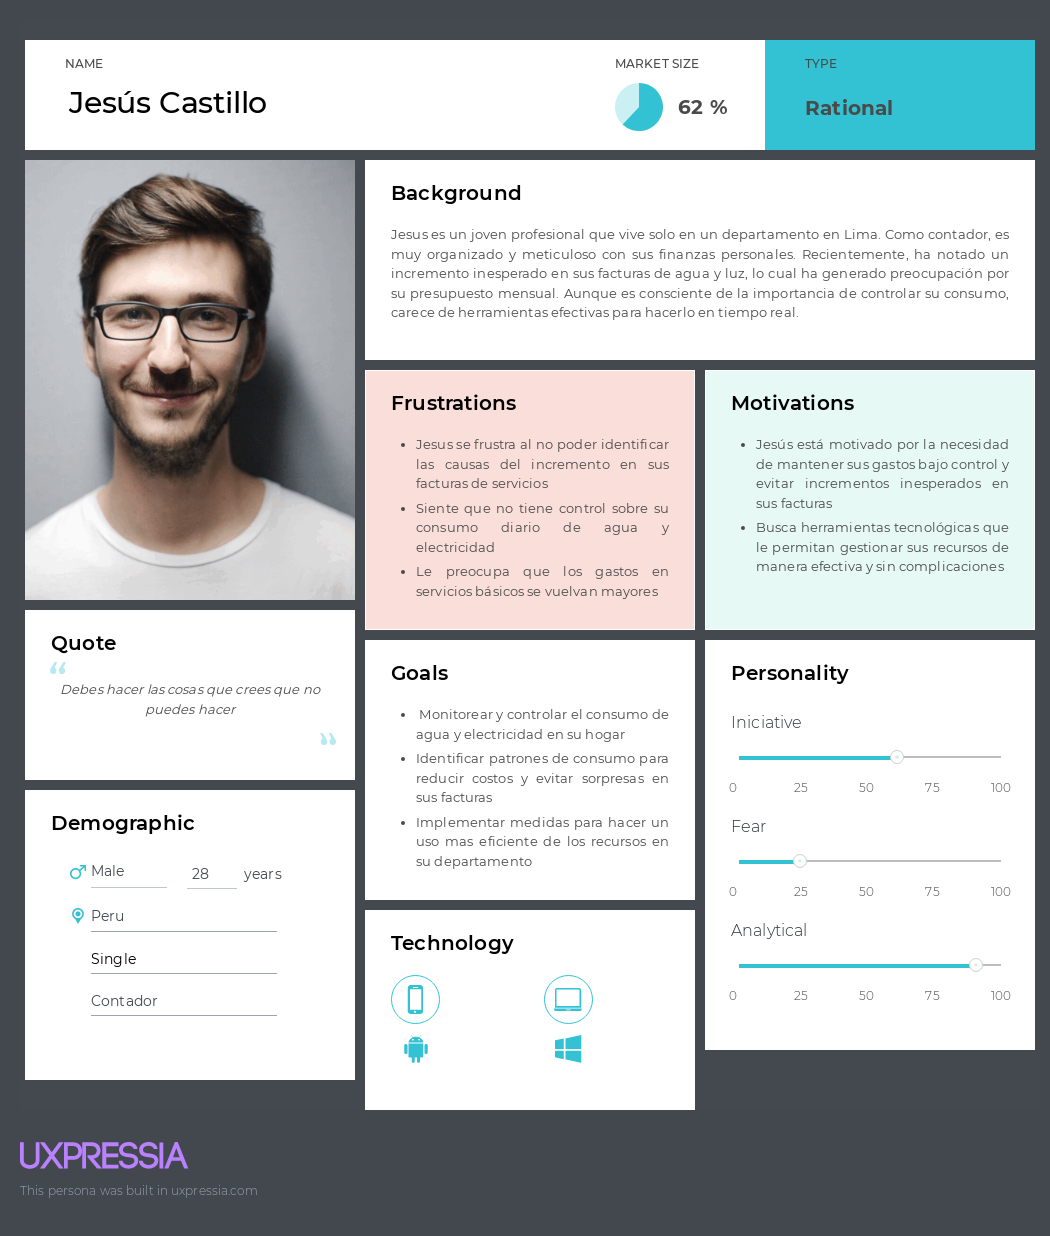 NAME
Jesús Castillo
MARKET SIZE
62 %
TYPE
Rational
Background
Jesus es un joven profesional que vive solo en un departamento en Lima. Como contador, es
muy organizado y meticuloso con sus finanzas personales. Recientemente, ha notado un
incremento inesperado en sus facturas de agua y luz, lo cual ha generado preocupación por
su presupuesto mensual. Aunque es consciente de la importancia de controlar su consumo,
carece de herramientas efectivas para hacerlo en tiempo real.
Frustrations
• Jesus se frustra al no poder identificar
las causas del incremento en sus
facturas de servicios
• Siente que no tiene control sobre su
consumo diario de agua y
electricidad
• Le preocupa que los gastos en
servicios básicos se vuelvan mayores
Motivations
• Jesús está motivado por la necesidad
de mantener sus gastos bajo control y
evitar incrementos inesperados en
sus facturas
• Busca herramientas tecnológicas que
le permitan gestionar sus recursos de
manera efectiva y sin complicaciones
Quote
“
Debes hacer las cosas que crees que no
puedes hacer
”
Goals
• Monitorear y controlar el consumo de
agua y electricidad en su hogar
• Identificar patrones de consumo para
reducir costos y evitar sorpresas en
sus facturas
• Implementar medidas para hacer un
uso mas eficiente de los recursos en
su departamento
Personality
Iniciative
0 25 50 75 100
Fear
0 25 50 75 100
Analytical
0 25 50 75 100
Demographic
Male 28 years
Peru
Single
Contador
Technology
UXPRESSIA
This persona was built in uxpressia.com